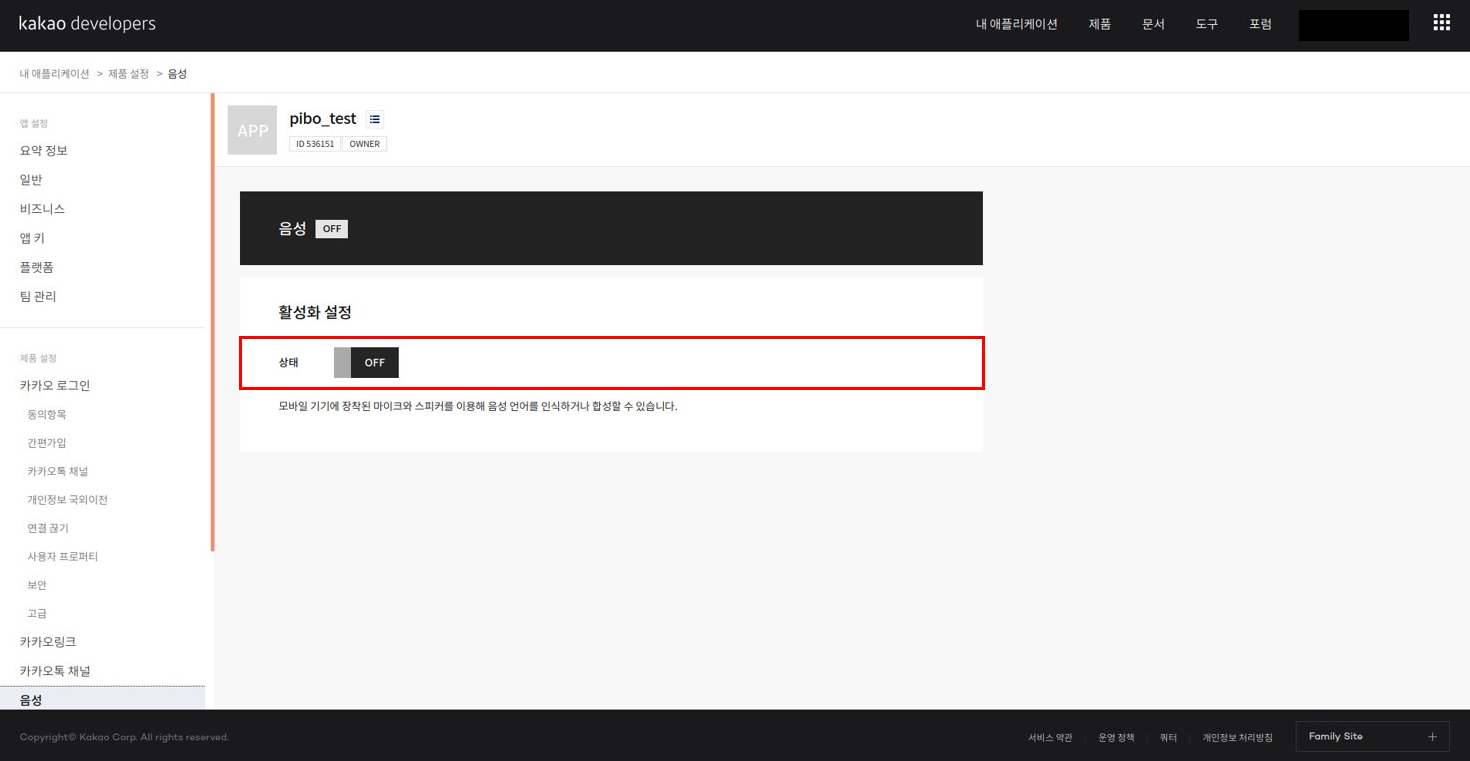 kakao developers
내 애플리케이션 제품 문서 도구 포럼
내 애플리케이션 > 제품 설정 > 음성
앱 설정
요약 정보
일반
비즈니스
앱 키
플랫폼
팀 관리
제품 설정
카카오 로그인
동의항목
간편가입
카카오톡 채널
개인정보 국외이전
연결 끊기
사용자 프로퍼티
보안
고급
카카오링크
카카오톡 채널
음성
APP
pibo_test
ID 536151 OWNER
음성 OFF
활성화 설정
상태 OFF
모바일 기기에 장착된 마이크와 스피커를 이용해 음성 언어를 인식하거나 합성할 수 있습니다.
Copyright© Kakao Corp. All rights reserved.
서비스 약관 운영 정책 쿼터 개인정보 처리방침 Family Site +